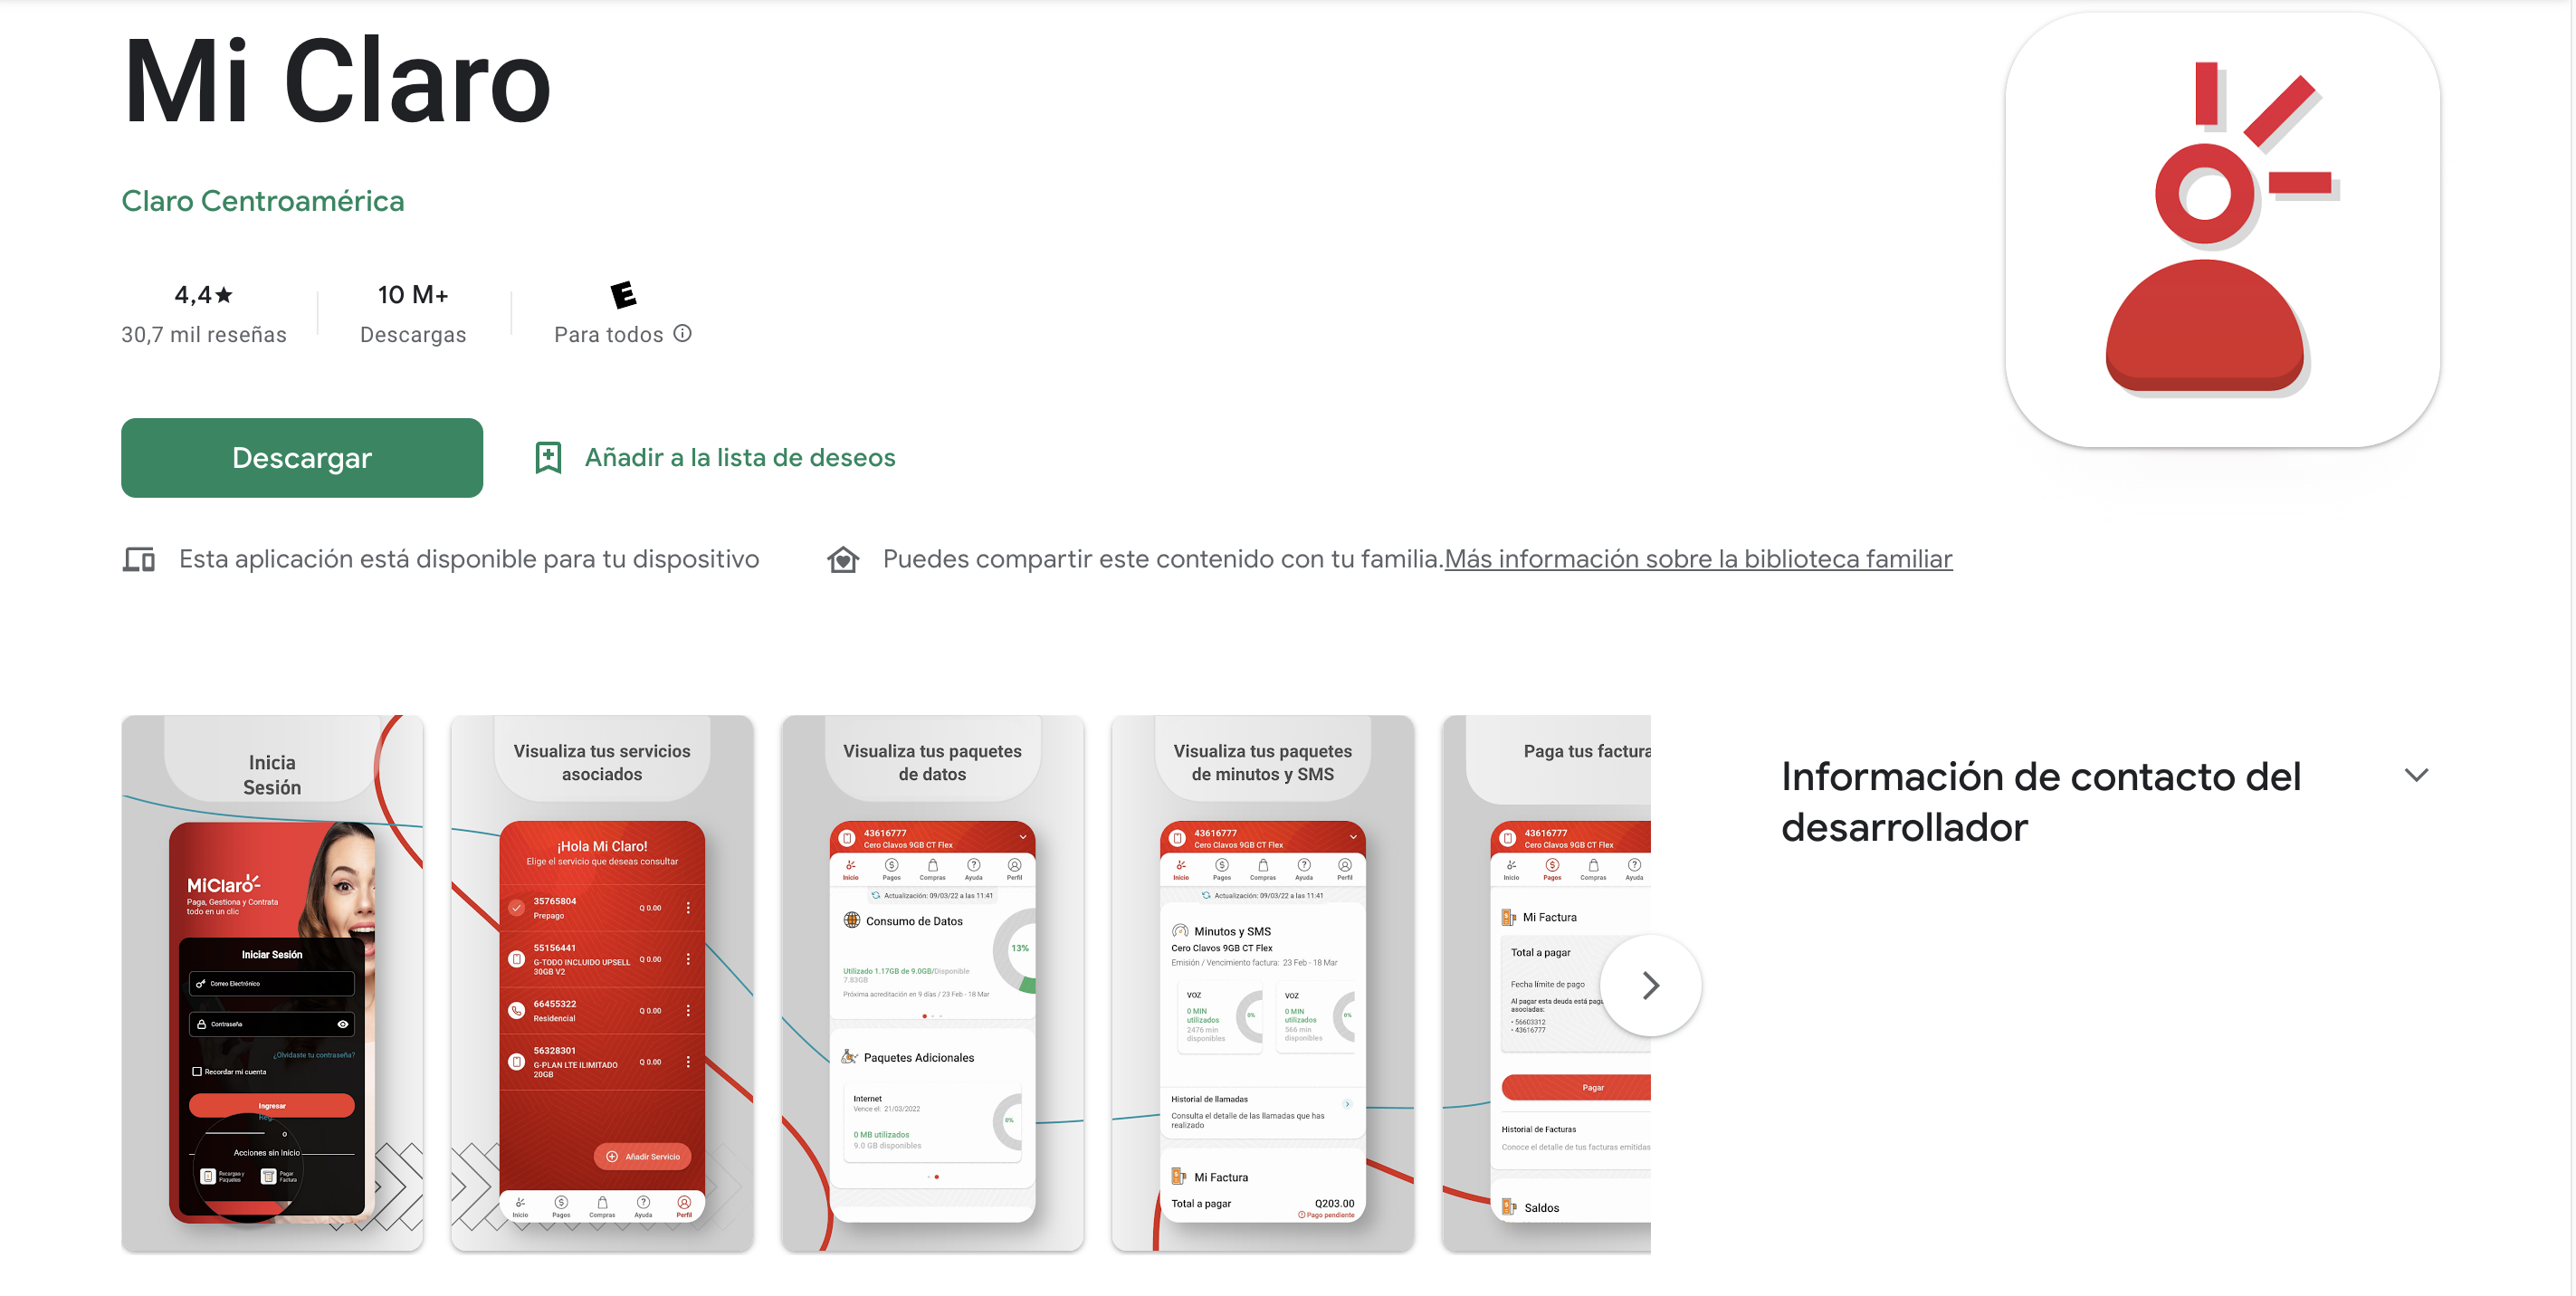 Mi Claro
Claro Centroamérica
4,4★
30,7 mil reseñas
10 M+
Descargas
E
Para todos
Descargar
Añadir a la lista de deseos
Esta aplicación está disponible para tu dispositivo
Puedes compartir este contenido con tu familia.Más información sobre la biblioteca familiar
Inicia
Sesión
MiClaro
Paga, Gestiona y Contrata
todo en un clic
Iniciar Sesión
Correo Electrónico
Contraseña
¿Olvidaste tu contraseña?
Recordar mi cuenta
Ingresar
Acciones sin Inicio
Recargas y
Paquetes
Pagar
Factura
Visualiza tus servicios
asociados
¡Hola Mi Claro!
Elige el servicio que deseas consultar
35765804
Prepago
Q 0.00
55156441
G-TODO INCLUIDO UPSELL
30GB V2
Q 0.00
66455322
Residencial
Q 0.00
56328301
G-PLAN LTE ILIMITADO
20GB
Q 0.00
Añadir Servicio
Inicio Pagos Compras Ayuda Perfil
Visualiza tus paquetes
de datos
43616777
Cero Clavos 9GB CT Flex
Inicio Pagos Compras Ayuda Perfil
Actualización: 09/03/22 a las 11:41
Consumo de Datos
13%
Utilizado 1.17GB de 9.0GB/Disponible
7.83GB
Próxima acreditación en 9 días / 23 Feb - 18 Mar
Paquetes Adicionales
Internet
Vence el: 21/03/2022
0%
0 MB utilizados
9.0 GB disponibles
Visualiza tus paquetes
de minutos y SMS
43616777
Cero Clavos 9GB CT Flex
Inicio Pagos Compras Ayuda Perfil
Actualización: 09/03/22 a las 11:41
Minutos y SMS
Cero Clavos 9GB CT Flex
Emisión / Vencimiento factura: 23 Feb - 18 Mar
VOZ
0 MIN
utilizados
2476 min
disponibles
0%
VOZ
0 MIN
utilizados
566 min
disponibles
0%
Historial de llamadas
Consulta el detalle de las llamadas que has
realizado
Mi Factura
Total a pagar Q203.00
Pago pendiente
Paga tus factura
43616777
Cero Clavos 9GB CT Flex
Inicio Pagos Compras Ayuda
Mi Factura
Total a pagar
Fecha límite de pago
Al pagar esta deuda está paga
asociadas:
• 56603312
• 43616777
Pagar
Historial de Facturas
Conoce el detalle de tus facturas emitidas
Saldos
Información de contacto del
desarrollador